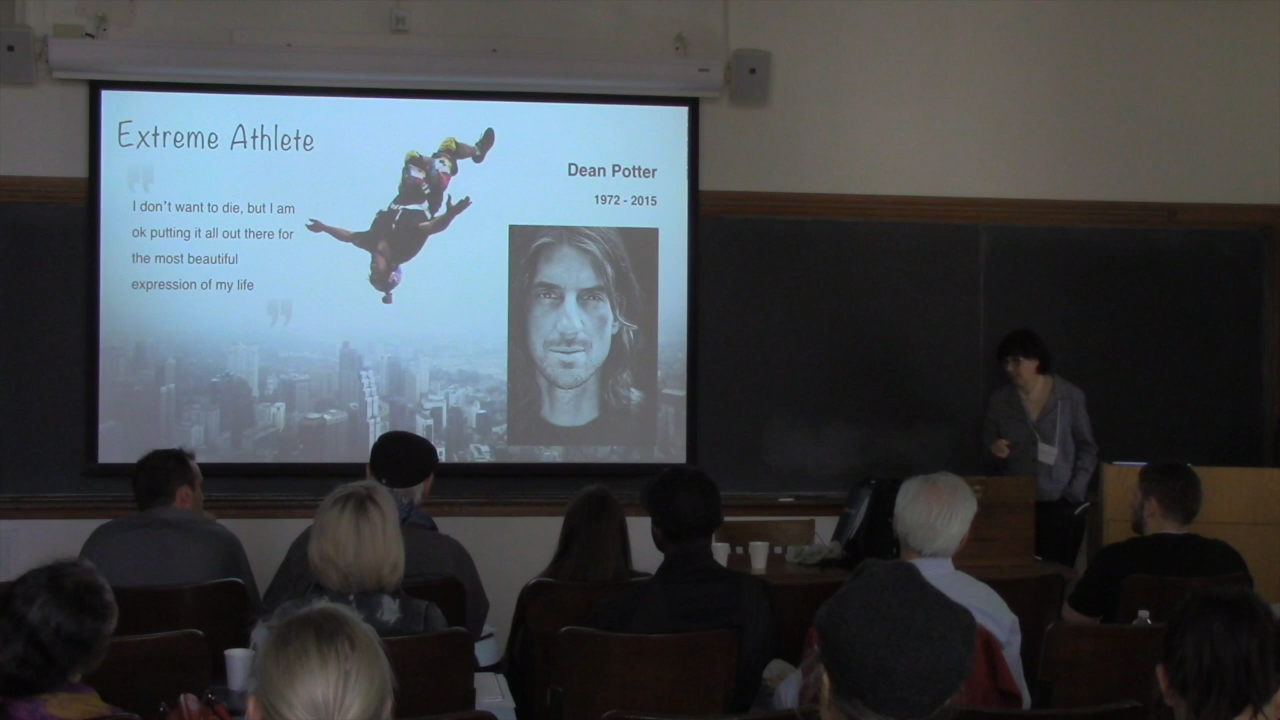 Extreme Athlete
"
I don't want to die, but I am
ok putting it all out there for
the most beautiful
expression of my life
"
Dean Potter
1972 - 2015